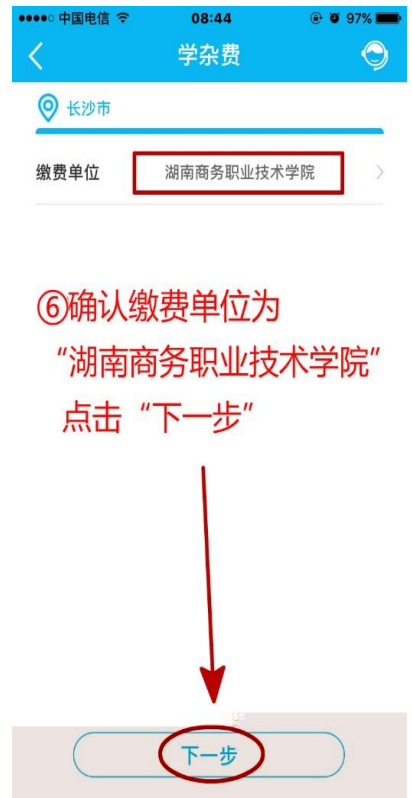 中国电信 08:44 97%
学杂费
长沙市
缴费单位 湖南商务职业技术学院
⑥确认缴费单位为
“湖南商务职业技术学院”
点击“下一步”
下一步